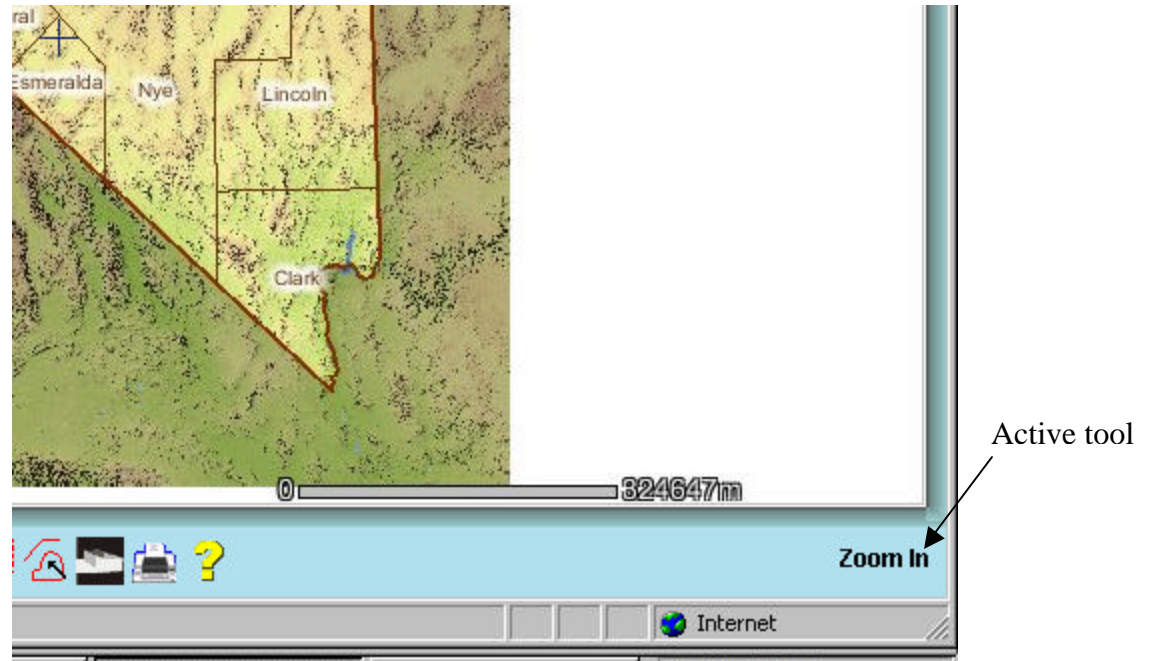 ral
Esmeralda
Nye
Lincoln
Clark
Active tool
0 324647m
?
Zoom In
Internet